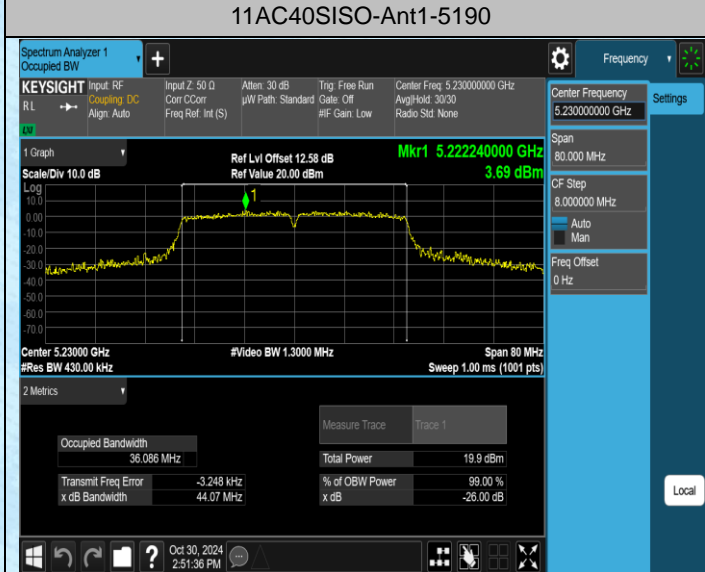 11AC40SISO-Ant1-5190
Spectrum Analyzer 1
Occupied BW
+
Frequency
KEYSIGHT
RL
LXI
Input: RF
Coupling: DC
Align: Auto
Input Z: 50 Ω
Corr CCorr
Freq Ref: Int (S)
Atten: 30 dB
µW Path: Standard
Trig: Free Run
Gate: Off
#IF Gain: Low
Center Freq: 5.230000000 GHz
Avg|Hold: 30/30
Radio Std: None
Center Frequency
5.230000000 GHz
Settings
Span
80.000 MHz
CF Step
8.000000 MHz
Auto
Man
Freq Offset
0 Hz
1 Graph
Scale/Div 10.0 dB
Ref Lvl Offset 12.58 dB
Ref Value 20.00 dBm
Mkr1 5.222240000 GHz
3.69 dBm
Log
10.0
0.00
-10.0
-20.0
-30.0
-40.0
-50.0
-60.0
-70.0
1
Center 5.23000 GHz
#Res BW 430.00 kHz
#Video BW 1.3000 MHz
Span 80 MHz
Sweep 1.00 ms (1001 pts)
2 Metrics
Measure Trace Trace 1
Occupied Bandwidth
36.086 MHz
Total Power 19.9 dBm
Transmit Freq Error -3.248 kHz
x dB Bandwidth 44.07 MHz
% of OBW Power 99.00 %
x dB -26.00 dB
Local
?
Oct 30, 2024
2:51:36 PM